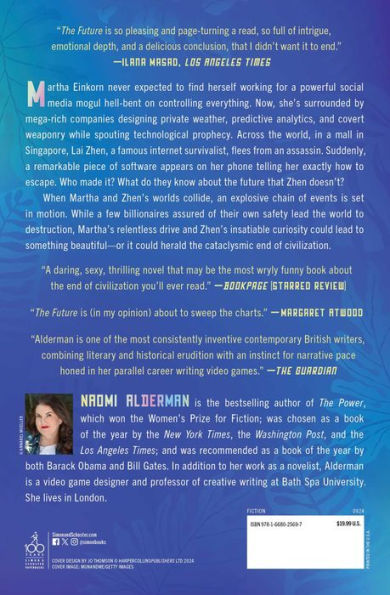 “The Future is so pleasing and page-turning a read, so full of intrigue,
emotional depth, and a delicious conclusion, that I didn’t want it to end.”
—ILANA MASAD, LOS ANGELES TIMES
Martha Einkorn never expected to find herself working for a powerful social
media mogul hell-bent on controlling everything. Now, she’s surrounded by
mega-rich companies designing private weather, predictive analytics, and covert
weaponry while spouting technological prophecy. Across the world, in a mall in
Singapore, Lai Zhen, a famous internet survivalist, flees from an assassin. Suddenly,
a remarkable piece of software appears on her phone telling her exactly how to
escape. Who made it? What do they know about the future that Zhen doesn’t?
When Martha and Zhen’s worlds collide, an explosive chain of events is set
in motion. While a few billionaires assured of their own safety lead the world to
destruction, Martha’s relentless drive and Zhen’s insatiable curiosity could lead to
something beautiful—or it could herald the cataclysmic end of civilization.
“A daring, sexy, thrilling novel that may be the most wryly funny book about
the end of civilization you’ll ever read.” —BOOKPAGE (STARRED REVIEW)
“The Future is (in my opinion) about to sweep the charts.” —MARGARET ATWOOD
“Alderman is one of the most consistently inventive contemporary British writers,
combining literary and historical erudition with an instinct for narrative pace
honed in her parallel career writing video games.” —THE GUARDIAN
NAOMI ALDERMAN is the bestselling author of The Power,
which won the Women’s Prize for Fiction; was chosen as a book
of the year by the New York Times, the Washington Post, and the
Los Angeles Times; and was recommended as a book of the year by
both Barack Obama and Bill Gates. In addition to her work as a novelist, Alderman
is a video game designer and professor of creative writing at Bath Spa University.
She lives in London.
FICTION
ISBN 978-1-6680-2569-7
$19.99 U.S.
PRINTED IN THE U.S.A.
100
YEARS
SimonandSchuster.com
@simonbooks
COVER DESIGN BY JO THOMSON © HARPERCOLLINSPUBLISHERS LTD 2024
COVER IMAGE: MUNANDME/GETTY IMAGES